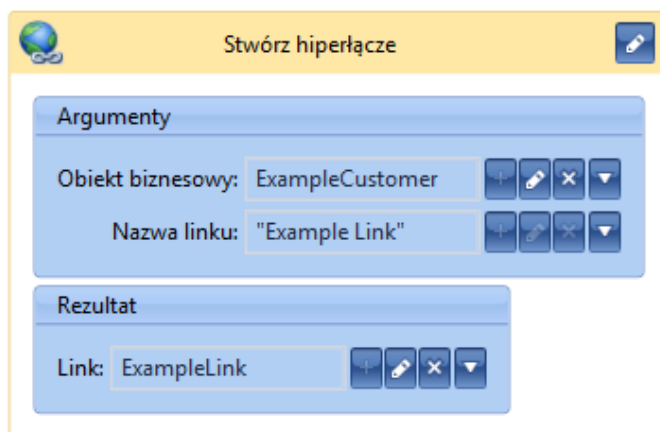 Stwórz hiperłącze
Argumenty
Obiekt biznesowy: ExampleCustomer
Nazwa linku: "Example Link"
Rezultat
Link: ExampleLink